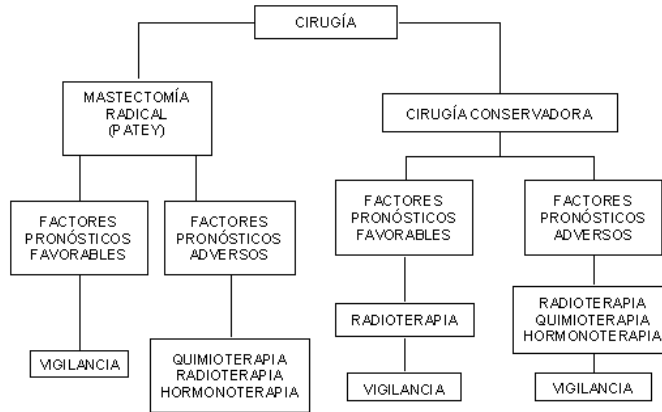 CIRUGÍA
MASTECTOMÍA
RADICAL
(PATEY)
CIRUGÍA CONSERVADORA
FACTORES
PRONÓSTICOS
FAVORABLES
FACTORES
PRONÓSTICOS
ADVERSOS
FACTORES
PRONÓSTICOS
FAVORABLES
FACTORES
PRONÓSTICOS
ADVERSOS
VIGILANCIA
QUIMIOTERAPIA
RADIOTERAPIA
HORMONOTERAPIA
RADIOTERAPIA
RADIOTERAPIA
QUIMIOTERAPIA
HORMONOTERAPIA
VIGILANCIA
VIGILANCIA